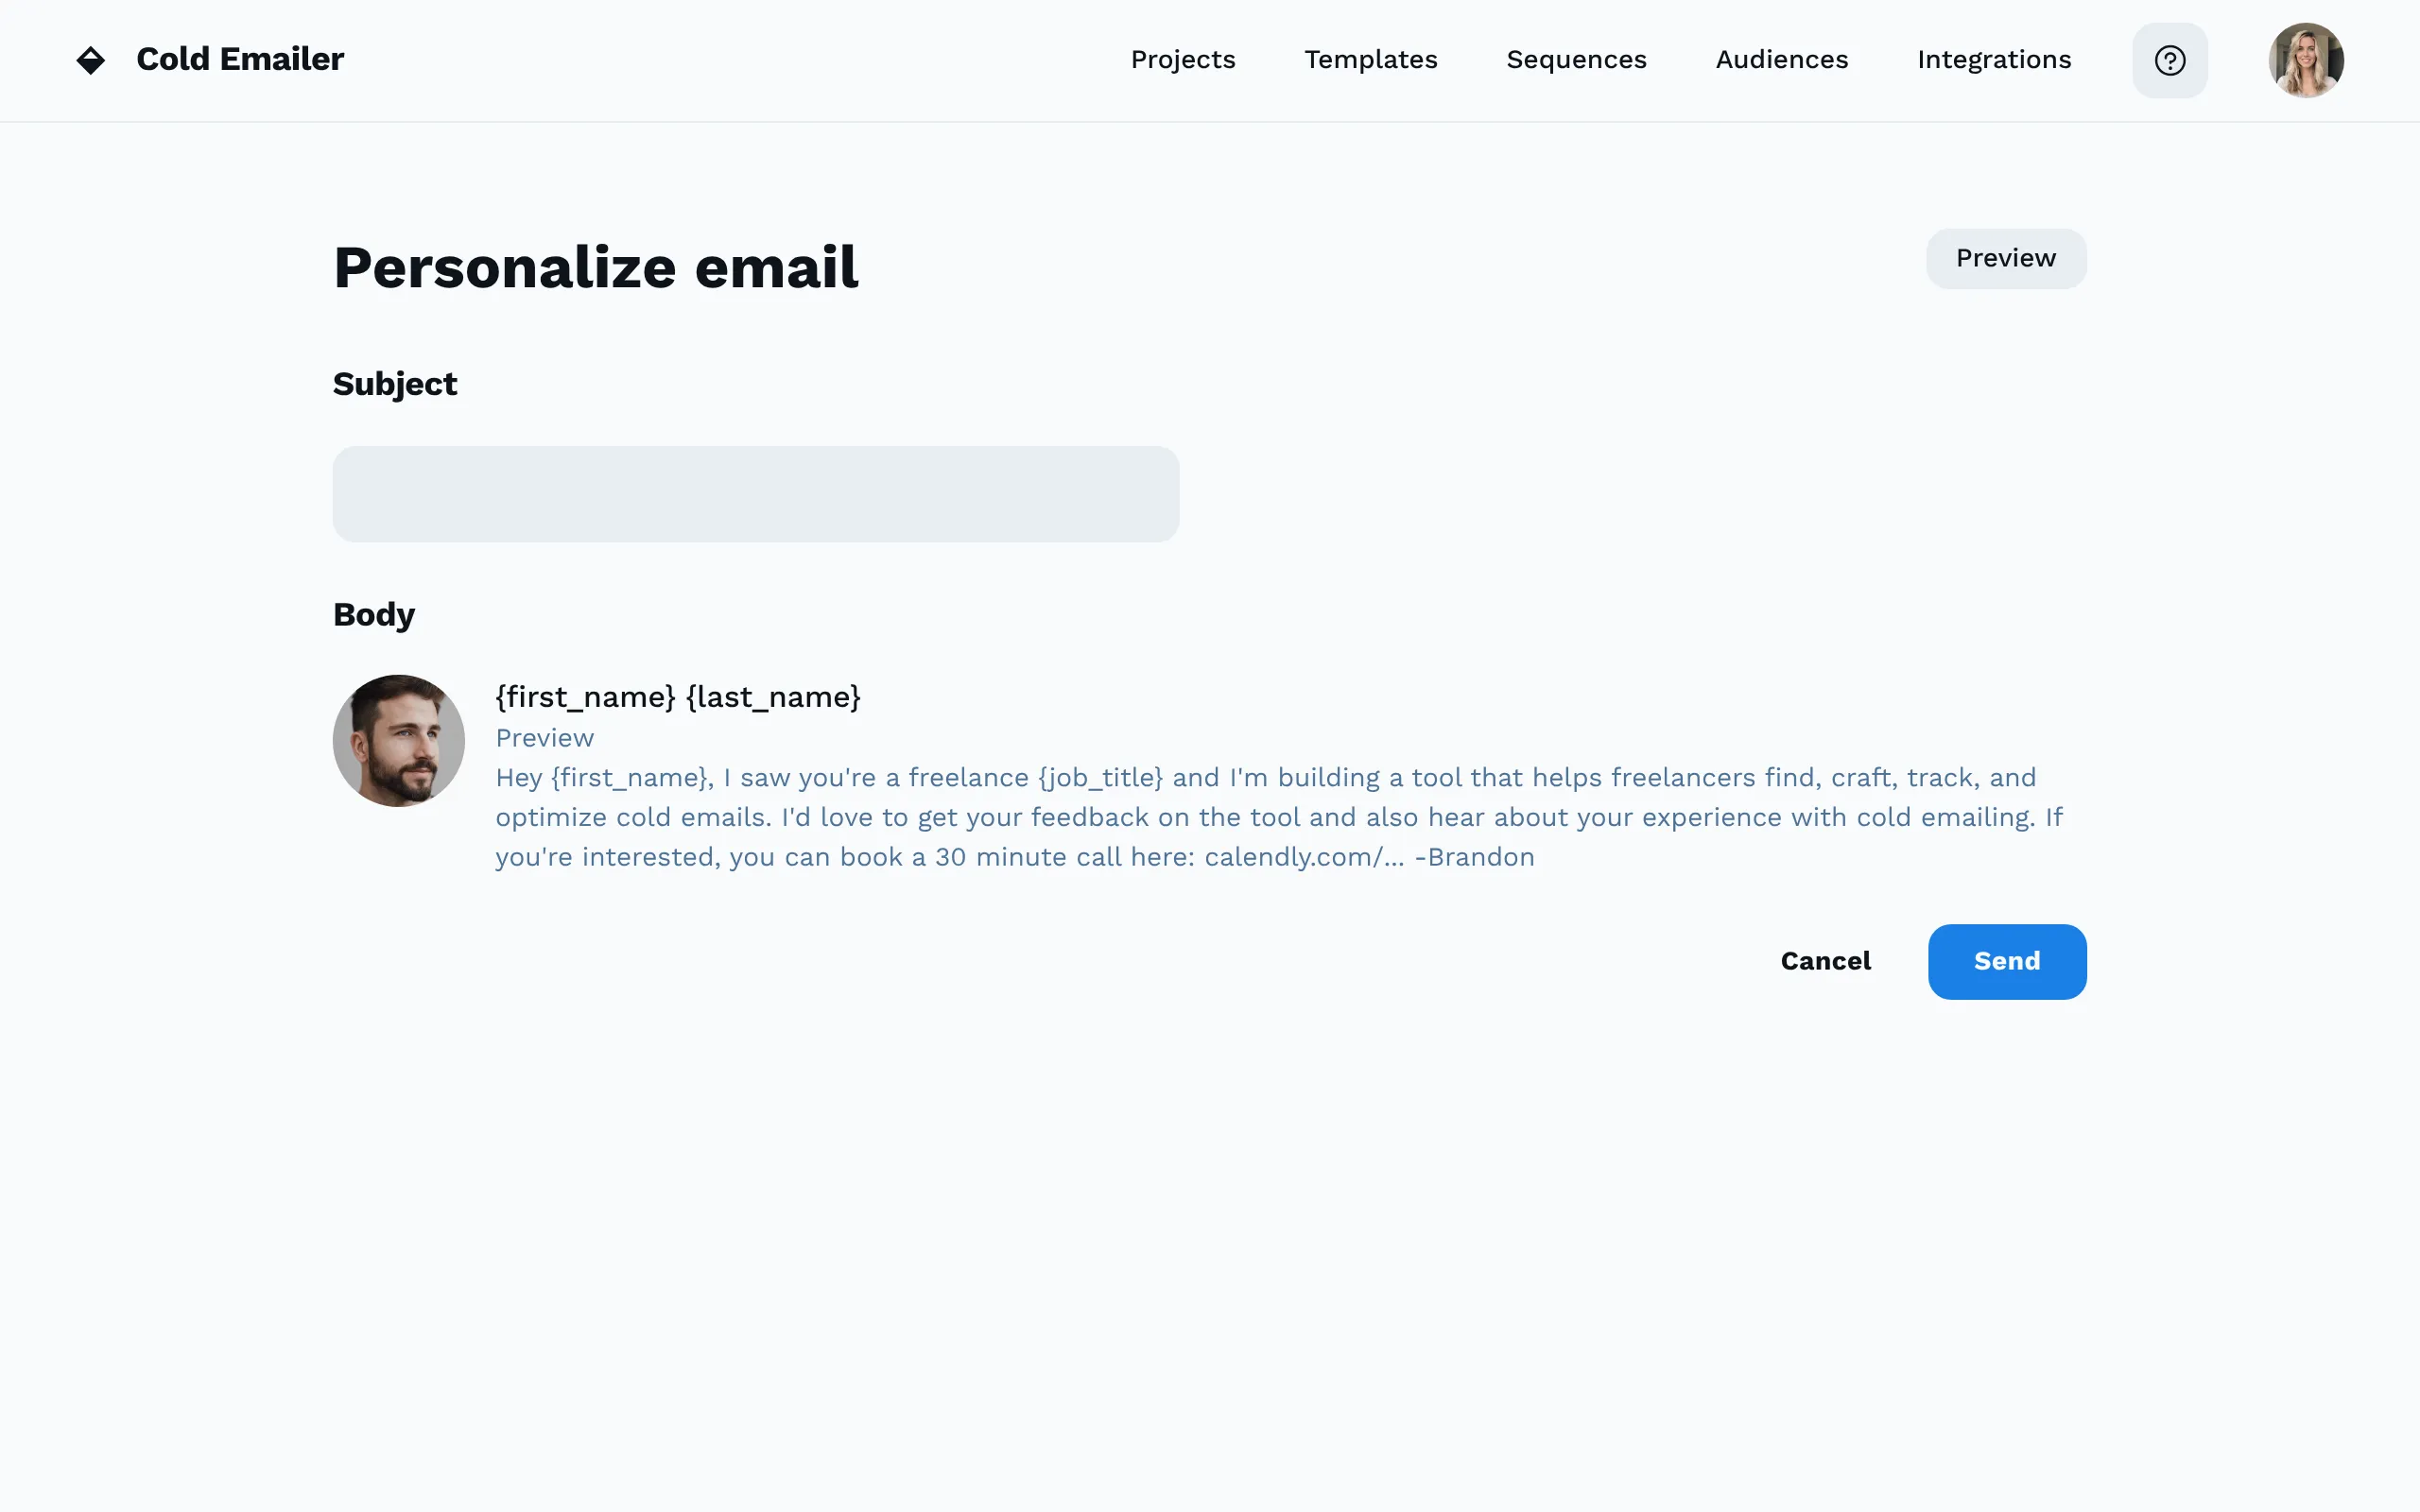 Cold Emailer
Projects
Templates
Sequences
Audiences
Integrations
Personalize email
Preview
Subject
Body
{first_name} {last_name}
Preview
Hey {first_name}, I saw you're a freelance {job_title} and I'm building a tool that helps freelancers find, craft, track, and
optimize cold emails. I'd love to get your feedback on the tool and also hear about your experience with cold emailing. If
you're interested, you can book a 30 minute call here: calendly.com/... -Brandon
Cancel
Send